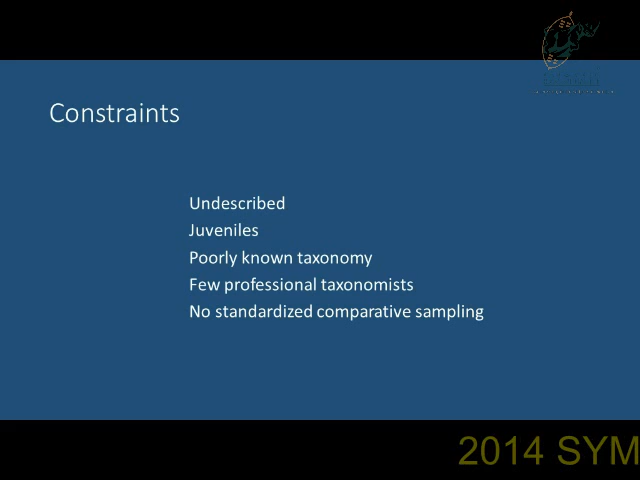 Constraints
Undescribed
Juveniles
Poorly known taxonomy
Few professional taxonomists
No standardized comparative sampling
2014 SYM